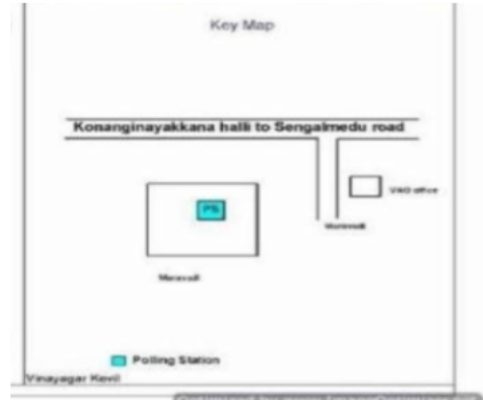 Key Map
Konanginayakkana halli to Sengalmedu road
PS
VAO office
Polling Station
Vinayagar Kovil